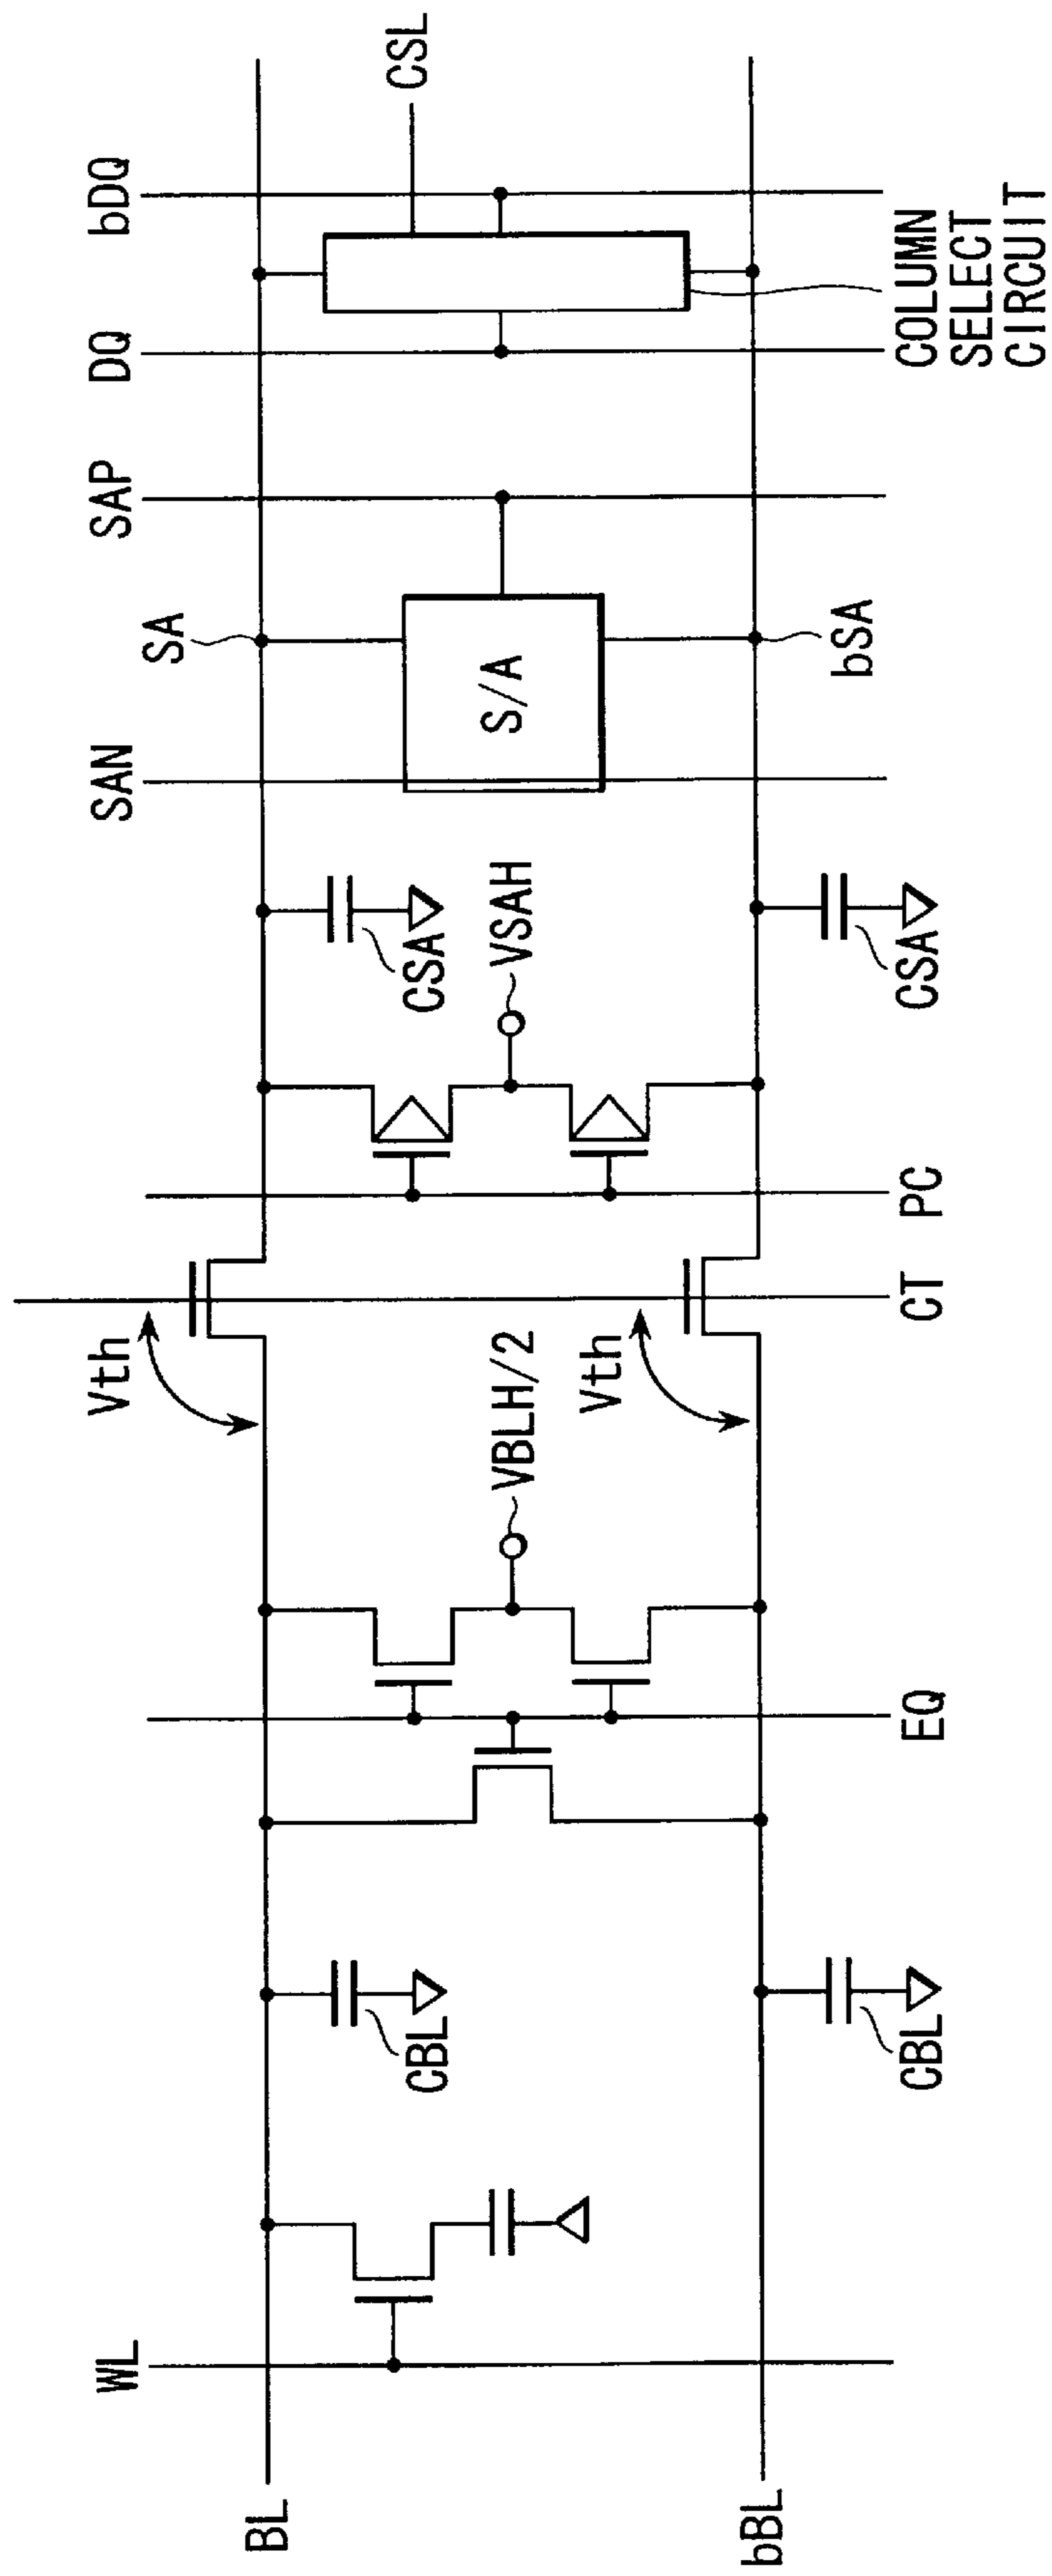 WL
BL
bBL
CBL
CBL
EQ
VBLH/2
Vth
Vth
CT
PC
VSAH
CSA
CSA
SAN
S/A
SA
bSA
SAP
DQ
bDQ
CSL
COLUMN
SELECT
CIRCUIT